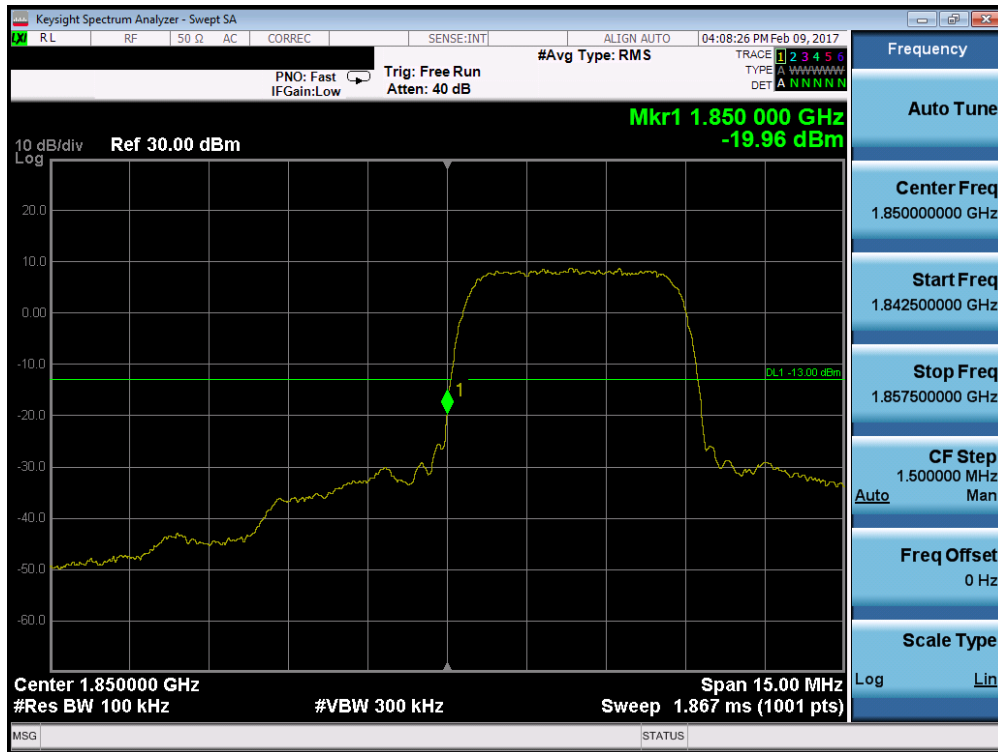 Keysight Spectrum Analyzer - Swept SA
LXI RL RF 50 Ω AC CORREC SENSE:INT ALIGN AUTO 04:08:26 PM Feb 09, 2017
#Avg Type: RMS
TRACE 1 2 3 4 5 6
PNO: Fast Trig: Free Run
TYPE A WWWWW
IFGain:Low Atten: 40 dB
DET A N N N N N
Mkr1 1.850 000 GHz
-19.96 dBm
10 dB/div Ref 30.00 dBm
Log
20.0
10.0
0.00
-10.0
DL1 -13.00 dBm
1
-20.0
-30.0
-40.0
-50.0
-60.0
Center 1.850000 GHz Span 15.00 MHz
#Res BW 100 kHz #VBW 300 kHz Sweep 1.867 ms (1001 pts)
MSG STATUS
Frequency
Auto Tune
Center Freq
1.850000000 GHz
Start Freq
1.842500000 GHz
Stop Freq
1.857500000 GHz
CF Step
1.500000 MHz
Auto Man
Freq Offset
0 Hz
Scale Type
Log Lin